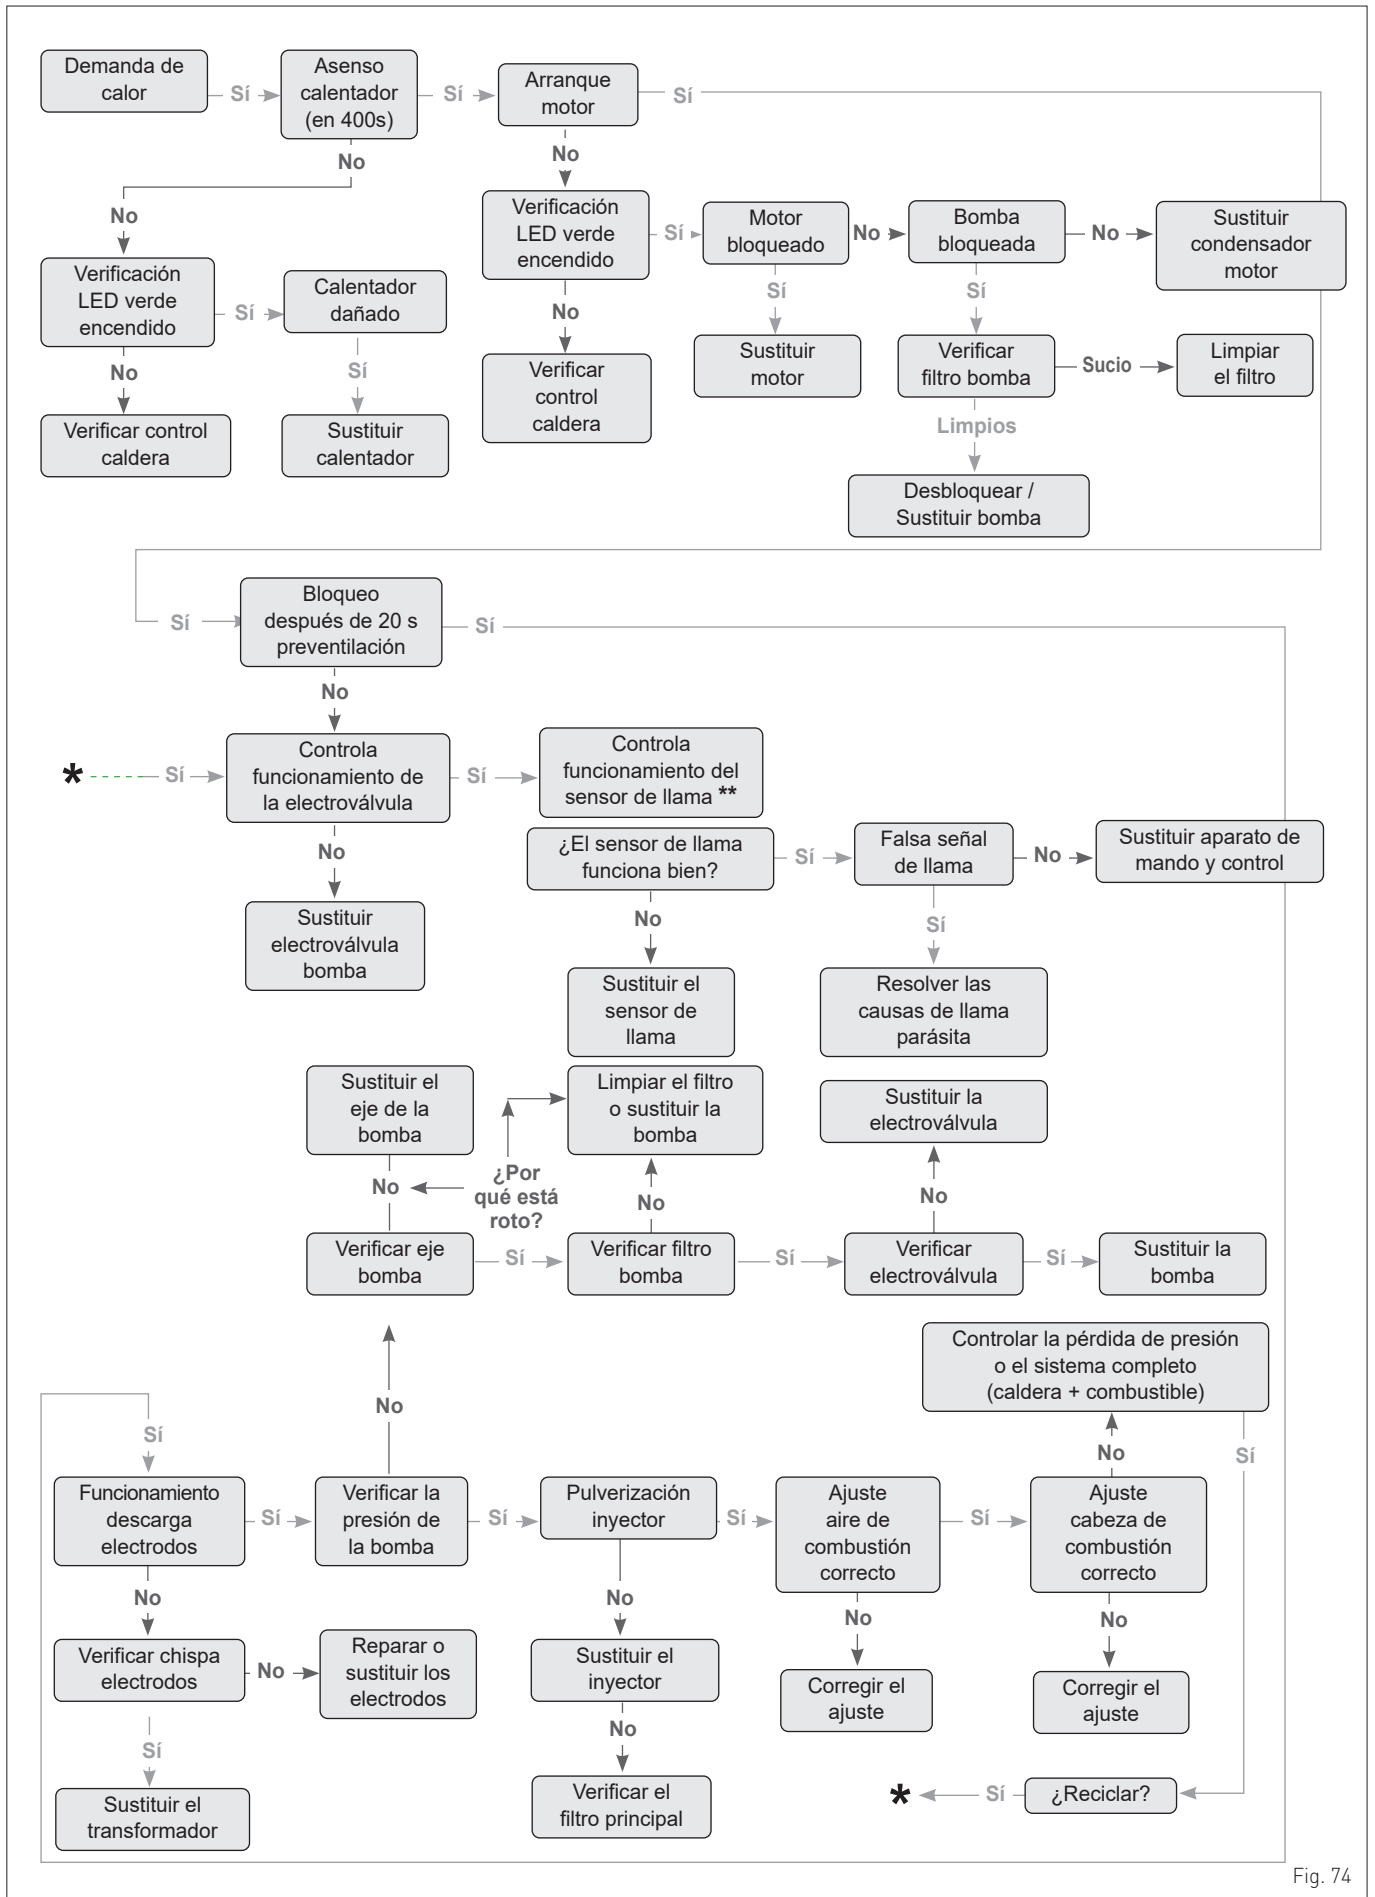 Demanda de
calor
Sí
Asenso
calentador
(en 400s)
Sí
Arranque
motor
Sí
No
No
No
Verificación
LED verde
encendido
Sí
Calentador
dañado
No
Sí
Verificar control
caldera
Sustituir
calentador
Verificación
LED verde
encendido
Sí
Motor
bloqueado
No
Bomba
bloqueada
No
Sustituir
condensador
motor
No
Sí
Sí
Verificar
control
caldera
Sustituir
motor
Verificar
filtro bomba
Sucio
Limpiar
el filtro
Limpios
Desbloquear /
Sustituir bomba
Sí
Bloqueo
después de 20 s
preventilación
Sí
No
*
Sí
Controla
funcionamiento de
la electroválvula
Sí
Controla
funcionamiento del
sensor de llama **
No
Sustituir
electroválvula
bomba
¿El sensor de llama
funciona bien?
Sí
Falsa señal
de llama
No
Sustituir aparato de
mando y control
No
Sí
Sustituir el
sensor de
llama
Resolver las
causas de llama
parásita
Sustituir el
eje de la
bomba
Limpiar el filtro
o sustituir la
bomba
Sustituir la
electroválvula
No
¿Por
qué está
roto?
No
No
Verificar eje
bomba
Sí
Verificar filtro
bomba
Sí
Verificar
electroválvula
Sí
Sustituir la
bomba
Controlar la pérdida de presión
o el sistema completo
(caldera + combustible)
Sí
No
No
Sí
Funcionamiento
descarga
electrodos
Sí
Verificar la
presión de
la bomba
Sí
Pulverización
inyector
Sí
Ajuste
aire de
combustión
correcto
Sí
Ajuste
cabeza de
combustión
correcto
No
No
No
No
Verificar chispa
electrodos
No
Reparar o
sustituir los
electrodos
Sustituir el
inyector
Corregir el
ajuste
Corregir el
ajuste
Sí
No
Sustituir el
transformador
Verificar el
filtro principal
*
Sí
¿Reciclar?
Fig. 74